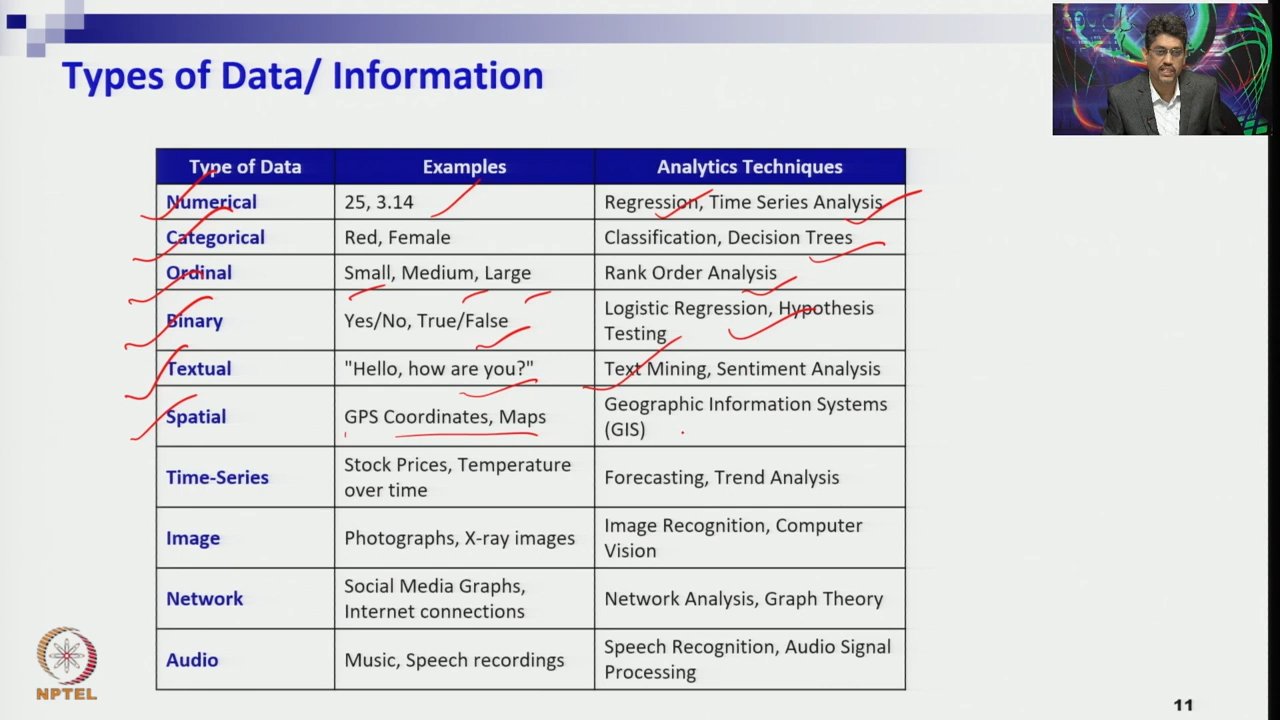 Types of Data/ Information
Type of Data Examples Analytics Techniques
Numerical 25, 3.14 Regression, Time Series Analysis
Categorical Red, Female Classification, Decision Trees
Ordinal Small, Medium, Large Rank Order Analysis
Binary Yes/No, True/False Logistic Regression, Hypothesis
Testing
Textual "Hello, how are you?" Text Mining, Sentiment Analysis
Spatial GPS Coordinates, Maps Geographic Information Systems
(GIS)
Time-Series Stock Prices, Temperature
over time Forecasting, Trend Analysis
Image Photographs, X-ray images Image Recognition, Computer
Vision
Network Social Media Graphs,
Internet connections Network Analysis, Graph Theory
Audio Music, Speech recordings Speech Recognition, Audio Signal
Processing
NPTEL
11